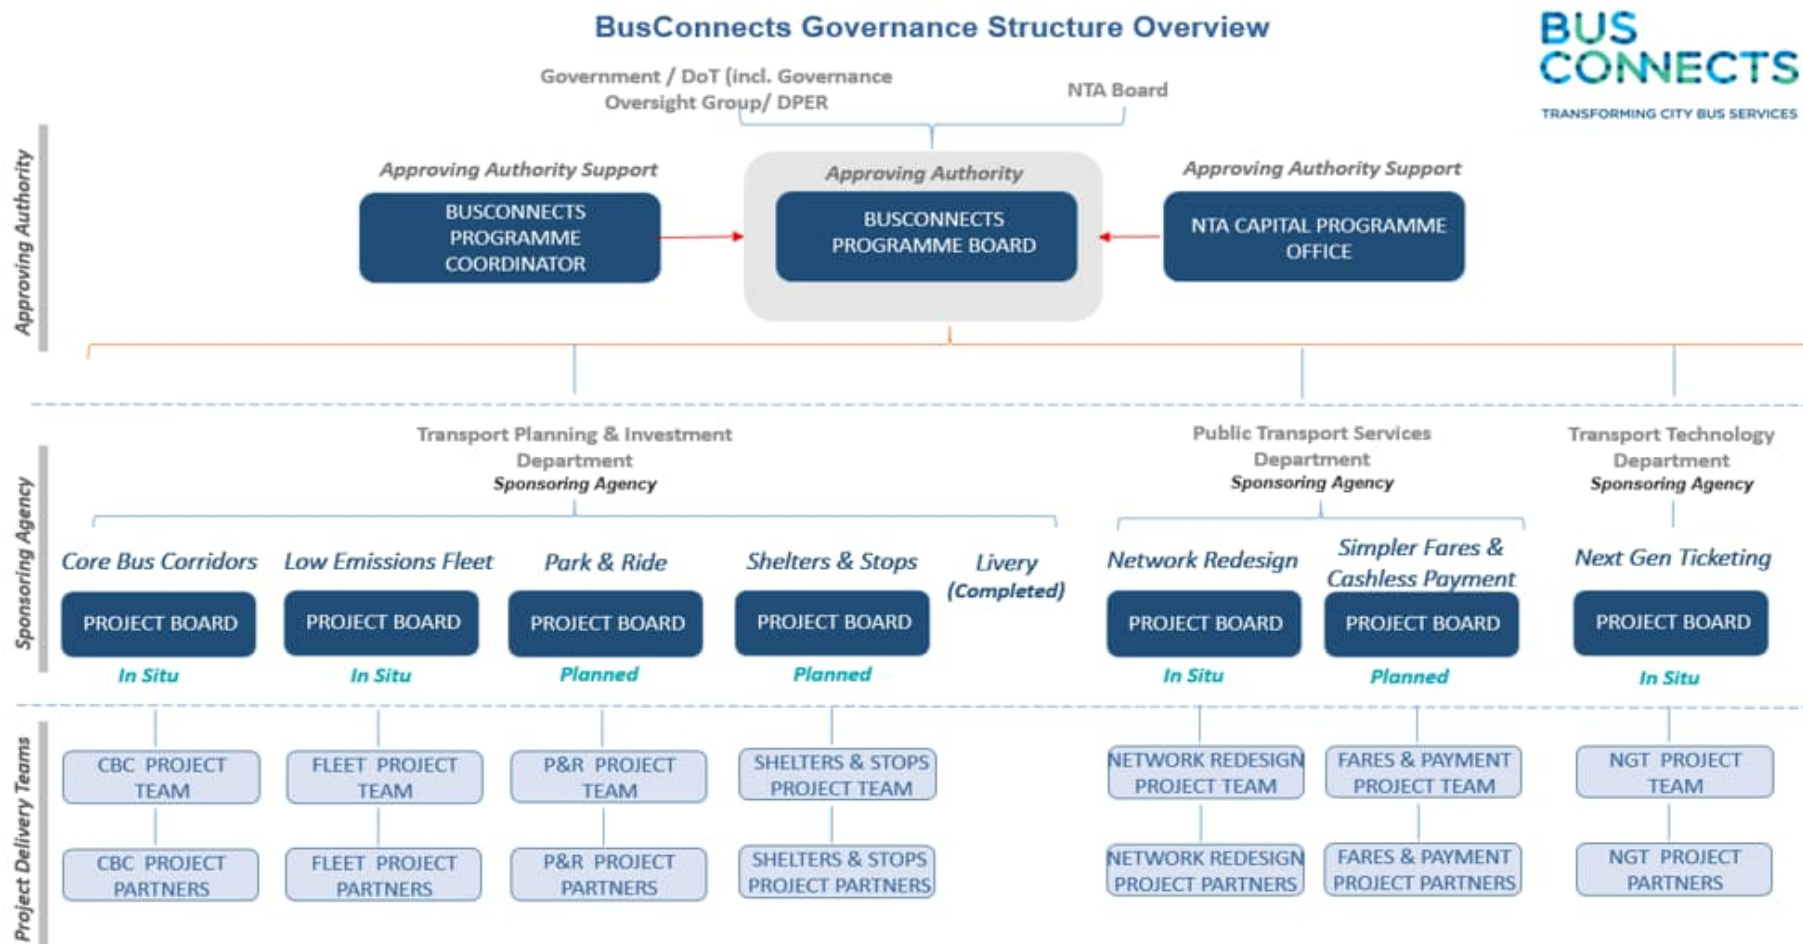 BusConnects Governance Structure Overview
BUS
CONNECTS
TRANSFORMING CITY BUS SERVICES
Government / DoT (incl. Governance
Oversight Group/ DPER
NTA Board
Approving Authority
Approving Authority Support
BUSCONNECTS
PROGRAMME
COORDINATOR
Approving Authority
BUSCONNECTS
PROGRAMME BOARD
Approving Authority Support
NTA CAPITAL PROGRAMME
OFFICE
Sponsoring Agency
Transport Planning & Investment
Department
Sponsoring Agency
Public Transport Services
Department
Sponsoring Agency
Transport Technology
Department
Sponsoring Agency
Core Bus Corridors
PROJECT BOARD
In Situ
Low Emissions Fleet
PROJECT BOARD
In Situ
Park & Ride
PROJECT BOARD
Planned
Shelters & Stops
PROJECT BOARD
Planned
Livery
(Completed)
Network Redesign
PROJECT BOARD
In Situ
Simpler Fares &
Cashless Payment
PROJECT BOARD
Planned
Next Gen Ticketing
PROJECT BOARD
In Situ
Project Delivery Teams
CBC PROJECT
TEAM
FLEET PROJECT
TEAM
P&R PROJECT
TEAM
SHELTERS & STOPS
PROJECT TEAM
NETWORK REDESIGN
PROJECT TEAM
FARES & PAYMENT
PROJECT TEAM
NGT PROJECT
TEAM
CBC PROJECT
PARTNERS
FLEET PROJECT
PARTNERS
P&R PROJECT
PARTNERS
SHELTERS & STOPS
PROJECT PARTNERS
NETWORK REDESIGN
PROJECT PARTNERS
FARES & PAYMENT
PROJECT PARTNERS
NGT PROJECT
PARTNERS